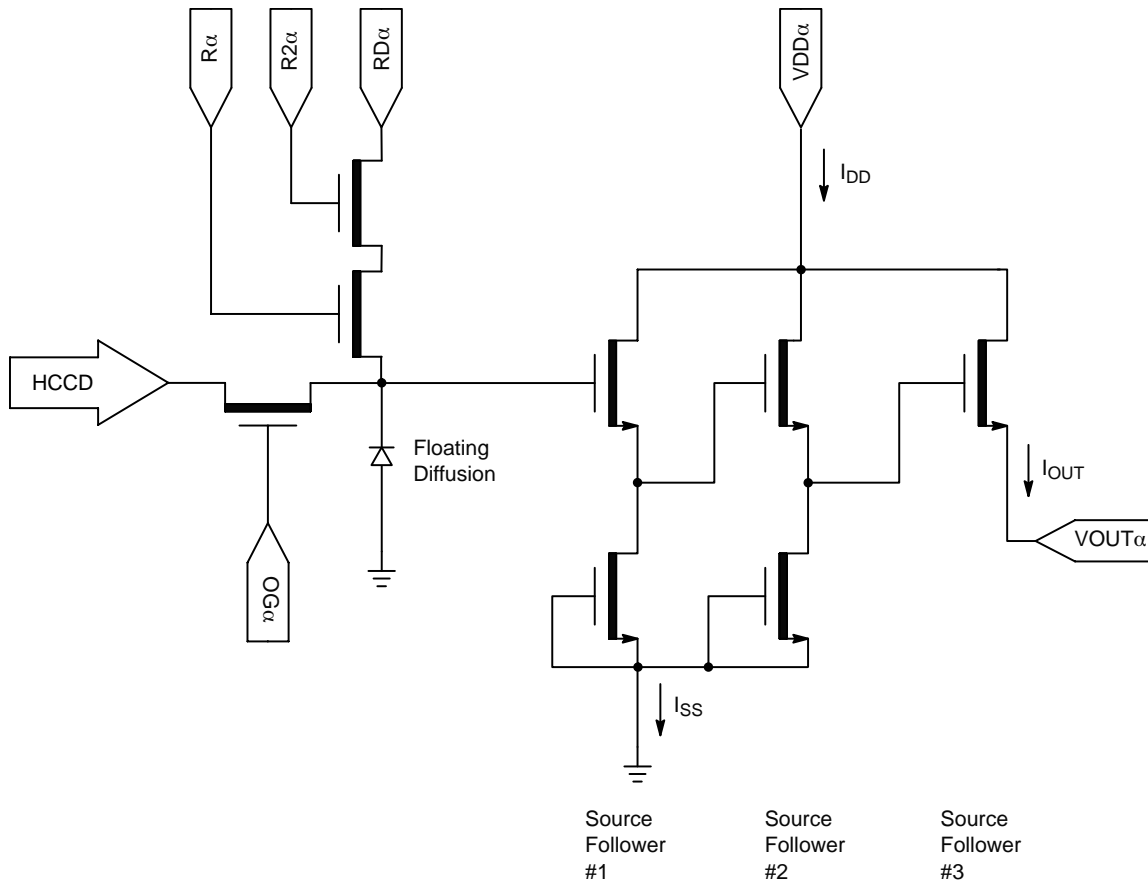 Rα
R2α
RDα
VDDα
IDD
HCCD
Floating
Diffusion
IOUT
VOUTα
OGα
ISS
Source
Follower
#1
Source
Follower
#2
Source
Follower
#3